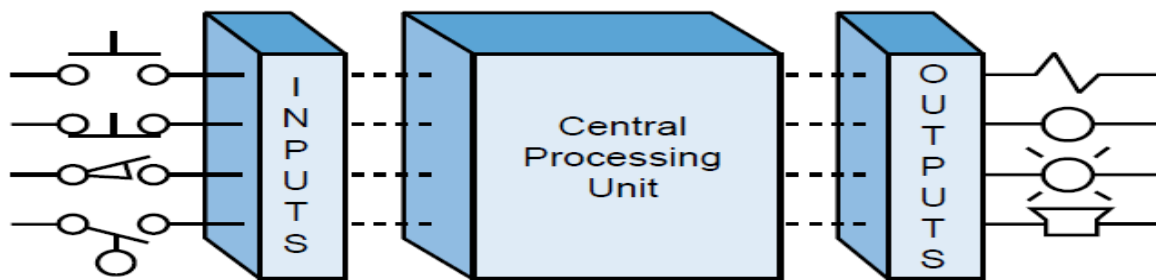 INPUTS
Central
Processing
Unit
OUTPUTS